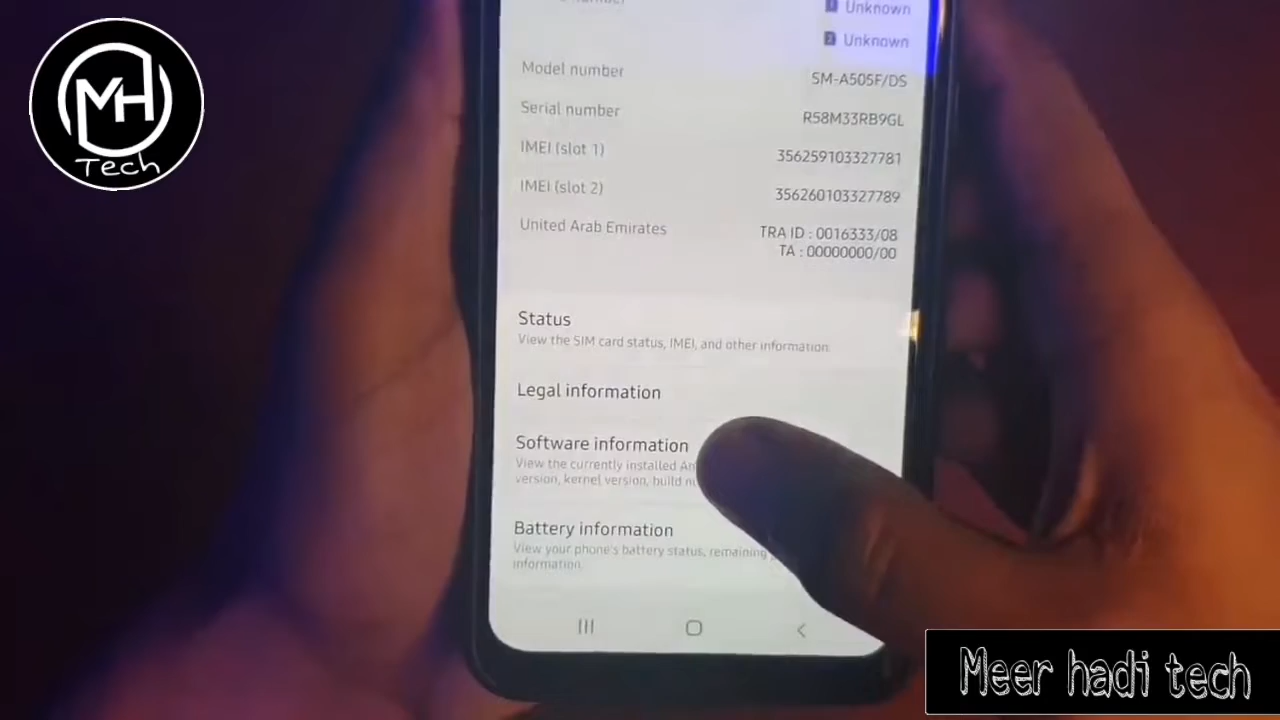 MH
Tech
Unknown
Unknown
Model number
SM-A505F/DS
Serial number
R58M33RB9GL
IMEI (slot 1)
356259103327781
IMEI (slot 2)
356260103327789
United Arab Emirates
TRA ID : 0016333/08
TA : 00000000/00
Status
View the SIM card status, IMEI, and other information.
Legal information
Software information
View the currently installed
version, kernel version, build
Battery information
View your phone's battery status, remaining
information.
Meer hadi tech